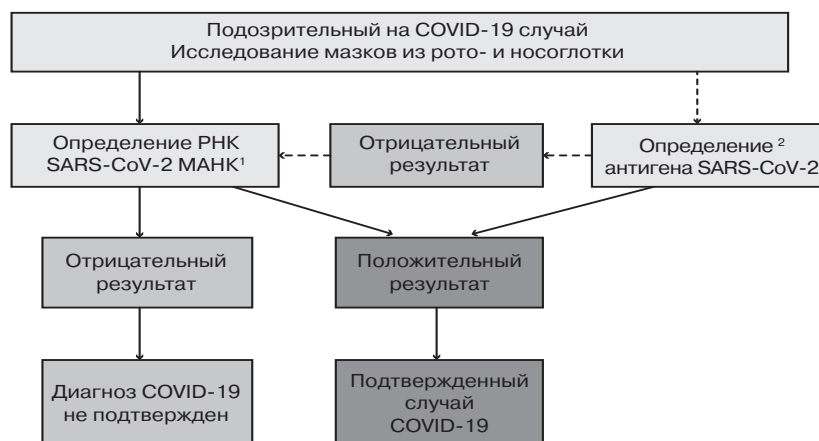 Подозрительный на COVID-19 случай
Исследование мазков из рото- и носоглотки
Определение РНК
SARS-CoV-2 МАНК¹
Отрицательный
результат
Определение ²
антигена SARS-CoV-2
Отрицательный
результат
Положительный
результат
Диагноз COVID-19
не подтвержден
Подтвержденный
случай
COVID-19